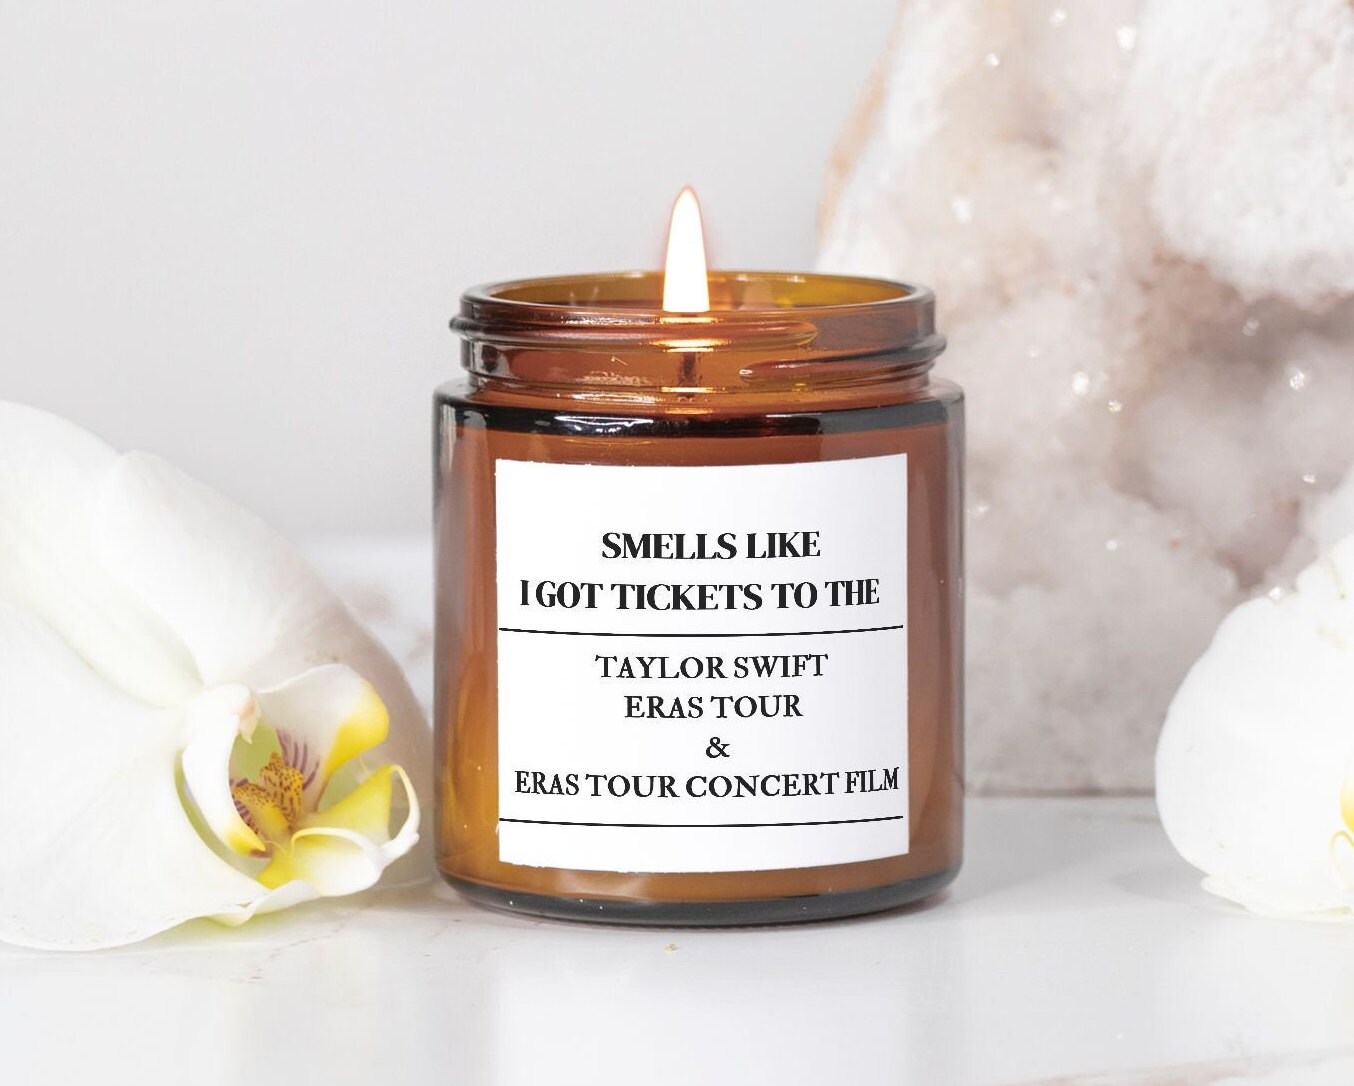 SMELLS LIKE
I GOT TICKETS TO THE
TAYLOR SWIFT
ERAS TOUR
&
ERAS TOUR CONCERT FILM